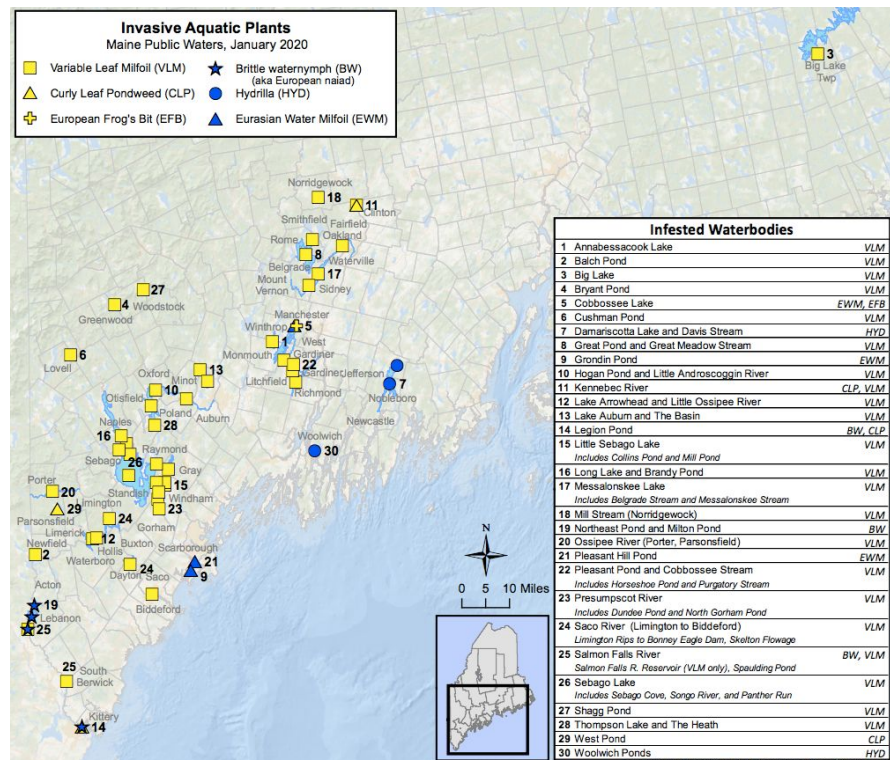 Invasive Aquatic Plants
Maine Public Waters, January 2020
Variable Leaf Milfoil (VLM)
Curly Leaf Pondweed (CLP)
European Frog's Bit (EFB)
Brittle waternymph (BW)
(aka European naiad)
Hydrilla (HYD)
Eurasian Water Milfoil (EWM)
3
Big Lake
Twp
Norridgewock
18
11
Clinton
Smithfield
Fairfield
Rome
Oakland
8
Waterville
Belgrade
17
Mount
Vernon
Sidney
27
Woodstock
4
Greenwood
Manchester
Winthrop
5
1
West
Gardiner
Monmouth
22
Gardiner
Jefferson
Litchfield
7
Richmond
Nobleboro
Newcastle
6
Lovell
13
Oxford
Minot
10
Otisfield
Poland
Auburn
28
Woolwich
30
Naples
16
Raymond
Sebago
26
Gray
Porter
20
Standish
15
Windham
29
Limington
23
Parsonsfield
24
Gorham
Limerick
12
Buxton
Newfield
Hollis
Scarborough
2
Waterboro
21
24
9
Dayton
Saco
Acton
Biddeford
19
Lebanon
25
25
South
Berwick
Kittery
14
N
0 5 10 Miles
Infested Waterbodies
1 Annabessacook Lake VLM
2 Balch Pond VLM
3 Big Lake VLM
4 Bryant Pond VLM
5 Cobbossee Lake EWM, EFB
6 Cushman Pond VLM
7 Damariscotta Lake and Davis Stream HYD
8 Great Pond and Great Meadow Stream VLM
9 Grondin Pond EWM
10 Hogan Pond and Little Androscoggin River VLM
11 Kennebec River CLP, VLM
12 Lake Arrowhead and Little Ossipee River VLM
13 Lake Auburn and The Basin VLM
14 Legion Pond BW, CLP
15 Little Sebago Lake VLM
Includes Collins Pond and Mill Pond
16 Long Lake and Brandy Pond VLM
17 Messalonskee Lake VLM
Includes Belgrade Stream and Messalonskee Stream
18 Mill Stream (Norridgewock) VLM
19 Northeast Pond and Milton Pond BW
20 Ossipee River (Porter, Parsonsfield) VLM
21 Pleasant Hill Pond EWM
22 Pleasant Pond and Cobbossee Stream VLM
Includes Horseshoe Pond and Purgatory Stream
23 Presumpscot River VLM
Includes Dundee Pond and North Gorham Pond
24 Saco River (Limington to Biddeford) VLM
Limington Rips to Bonney Eagle Dam, Skelton Flowage
25 Salmon Falls River BW, VLM
Salmon Falls R. Reservoir (VLM only), Spaulding Pond
26 Sebago Lake VLM
Includes Sebago Cove, Songo River, and Panther Run
27 Shagg Pond VLM
28 Thompson Lake and The Heath VLM
29 West Pond CLP
30 Woolwich Ponds HYD